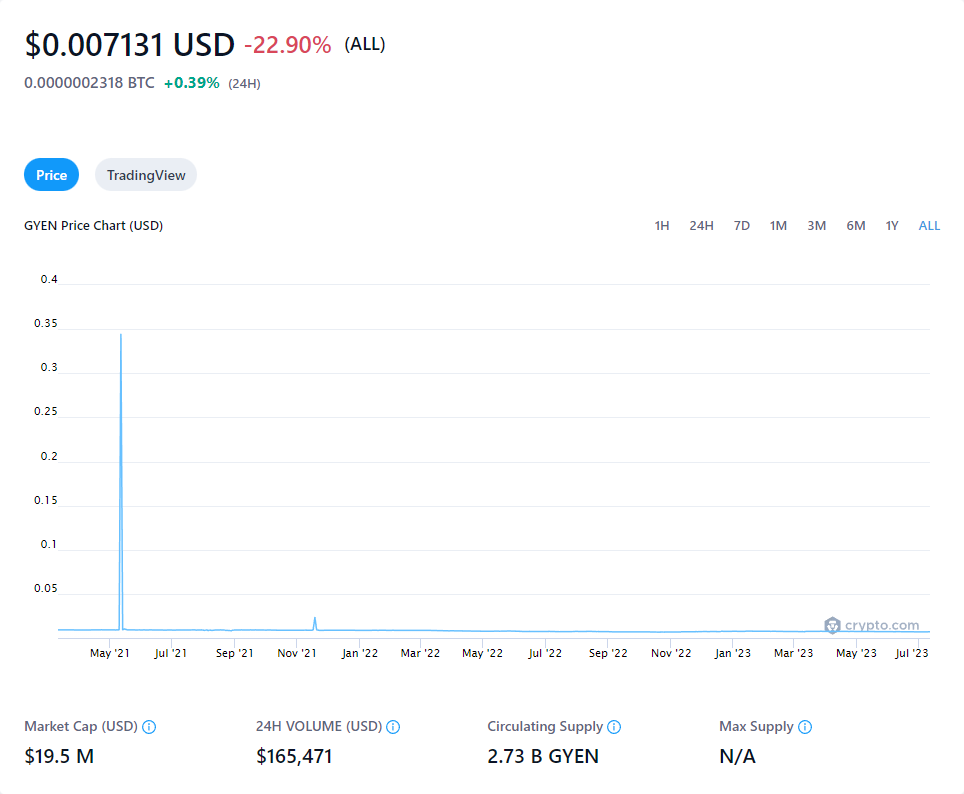 $0.007131 USD -22.90% (ALL)
0.0000002318 BTC +0.39% (24H)
Price TradingView
GYEN Price Chart (USD) 1H 24H 7D 1M 3M 6M 1Y ALL
0.4
0.35
0.3
0.25
0.2
0.15
0.1
0.05
crypto.com
May '21 Jul '21 Sep '21 Nov '21 Jan '22 Mar '22 May '22 Jul '22 Sep '22 Nov '22 Jan '23 Mar '23 May '23 Jul '23
Market Cap (USD) 24H VOLUME (USD) Circulating Supply Max Supply
$19.5 M $165,471 2.73 B GYEN N/A